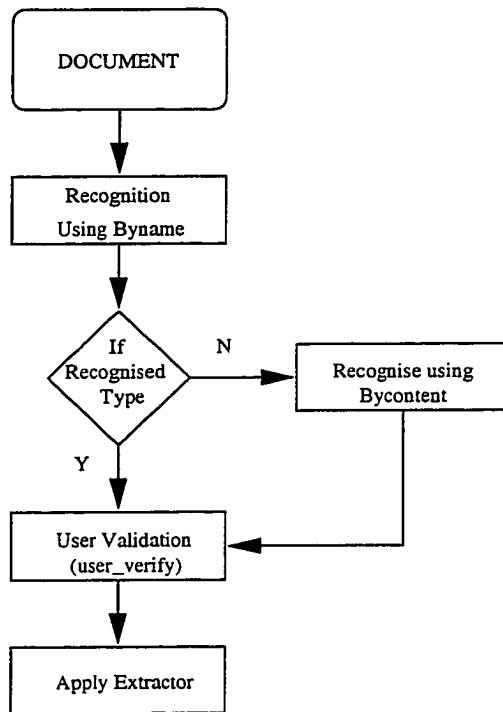 DOCUMENT
Recognition
Using Byname
If
Recognised
Type
N
Recognise using
Bycontent
Y
User Validation
(user_verify)
Apply Extractor